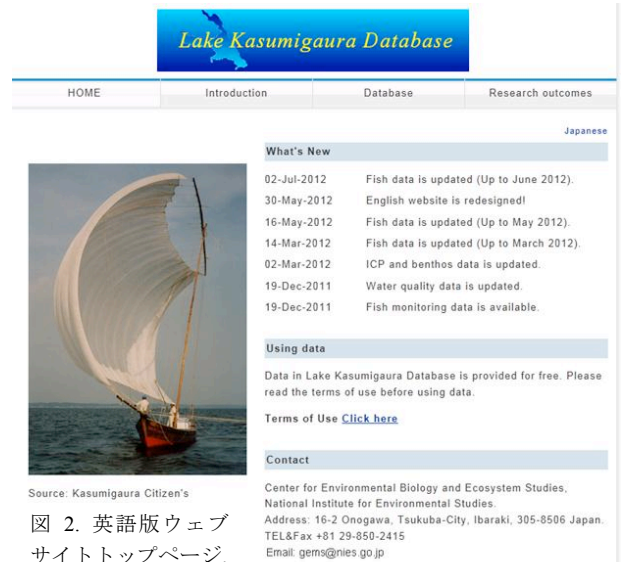 Lake Kasumigaura Database
HOME Introduction Database Research outcomes
Japanese
What's New
02-Jul-2012 Fish data is updated (Up to June 2012).
30-May-2012 English website is redesigned!
16-May-2012 Fish data is updated (Up to May 2012).
14-Mar-2012 Fish data is updated (Up to March 2012).
02-Mar-2012 ICP and benthos data is updated.
19-Dec-2011 Water quality data is updated.
19-Dec-2011 Fish monitoring data is available.
Using data
Data in Lake Kasumigaura Database is provided for free. Please
read the terms of use before using data.
Terms of Use Click here
Contact
Center for Environmental Biology and Ecosystem Studies,
National Institute for Environmental Studies.
Address: 16-2 Onogawa, Tsukuba-City, Ibaraki, 305-8506 Japan.
TEL&Fax +81 29-850-2415
Email: gems@nies.go.jp
Source: Kasumigaura Citizen's
図 2. 英語版ウェブ
サイトトップページ.